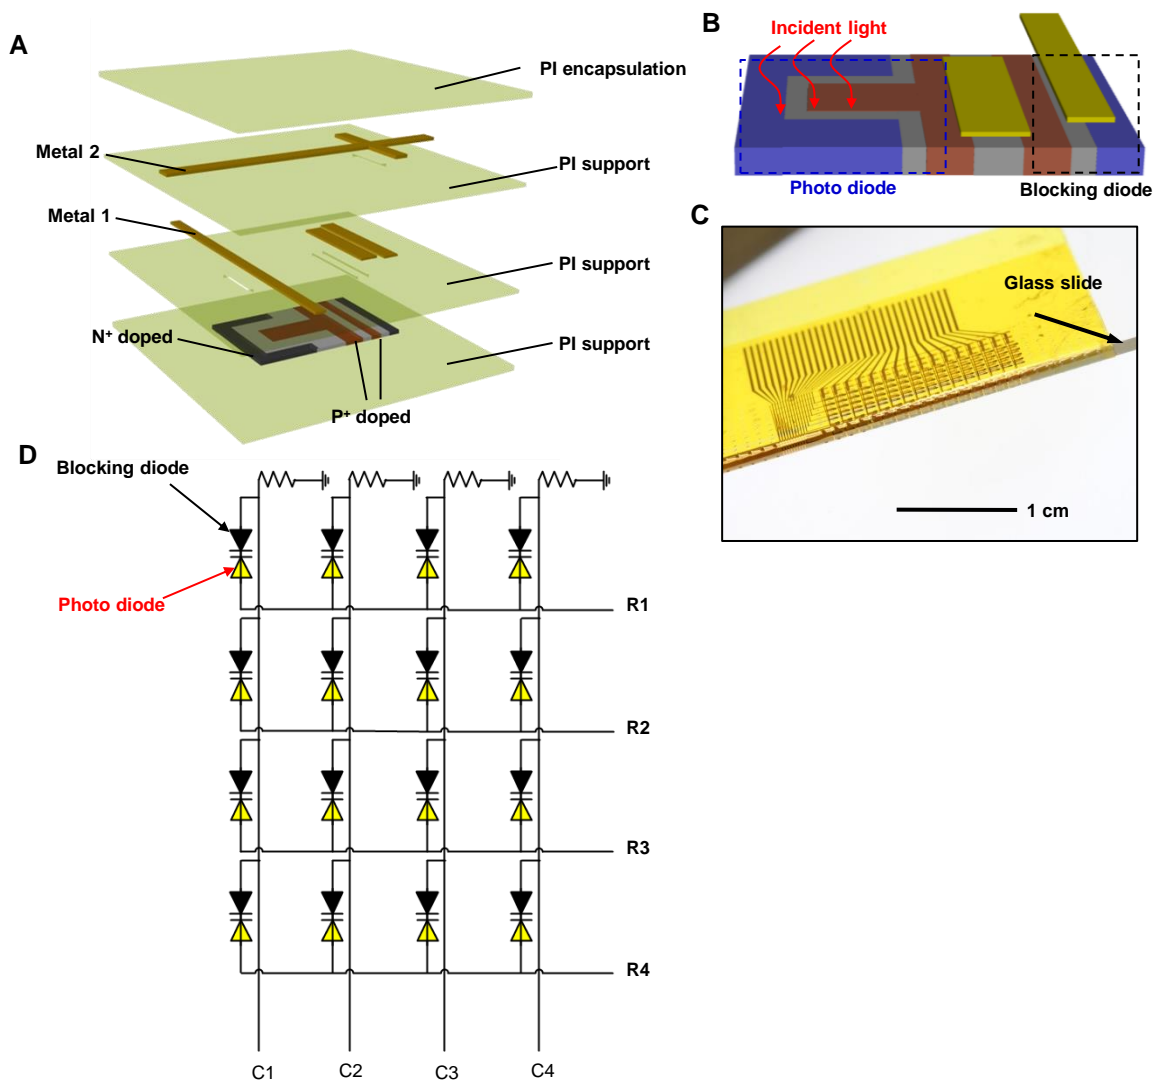 A
PI encapsulation
Metal 2
PI support
Metal 1
PI support
N+ doped
PI support
P+ doped
B
Incident light
Photo diode
Blocking diode
C
Glass slide
1 cm
D
Blocking diode
Photo diode
R1
R2
R3
R4
C1
C2
C3
C4